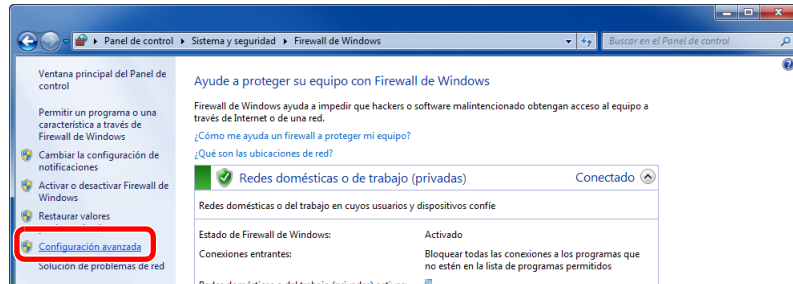 Panel de control ▸ Sistema y seguridad ▸ Firewall de Windows
Buscar en el Panel de control
Ventana principal del Panel de
control
Permitir un programa o una
característica a través de
Firewall de Windows
Cambiar la configuración de
notificaciones
Activar o desactivar Firewall de
Windows
Restaurar valores
Configuración avanzada
Solución de problemas de red
Ayude a proteger su equipo con Firewall de Windows
Firewall de Windows ayuda a impedir que hackers o software malintencionado obtengan acceso al equipo a
través de Internet o de una red.
¿Cómo me ayuda un firewall a proteger mi equipo?
¿Qué son las ubicaciones de red?
Redes domésticas o de trabajo (privadas) Conectado
Redes domésticas o del trabajo en cuyos usuarios y dispositivos confíe
Estado de Firewall de Windows: Activado
Conexiones entrantes: Bloquear todas las conexiones a los programas que
no estén en la lista de programas permitidos